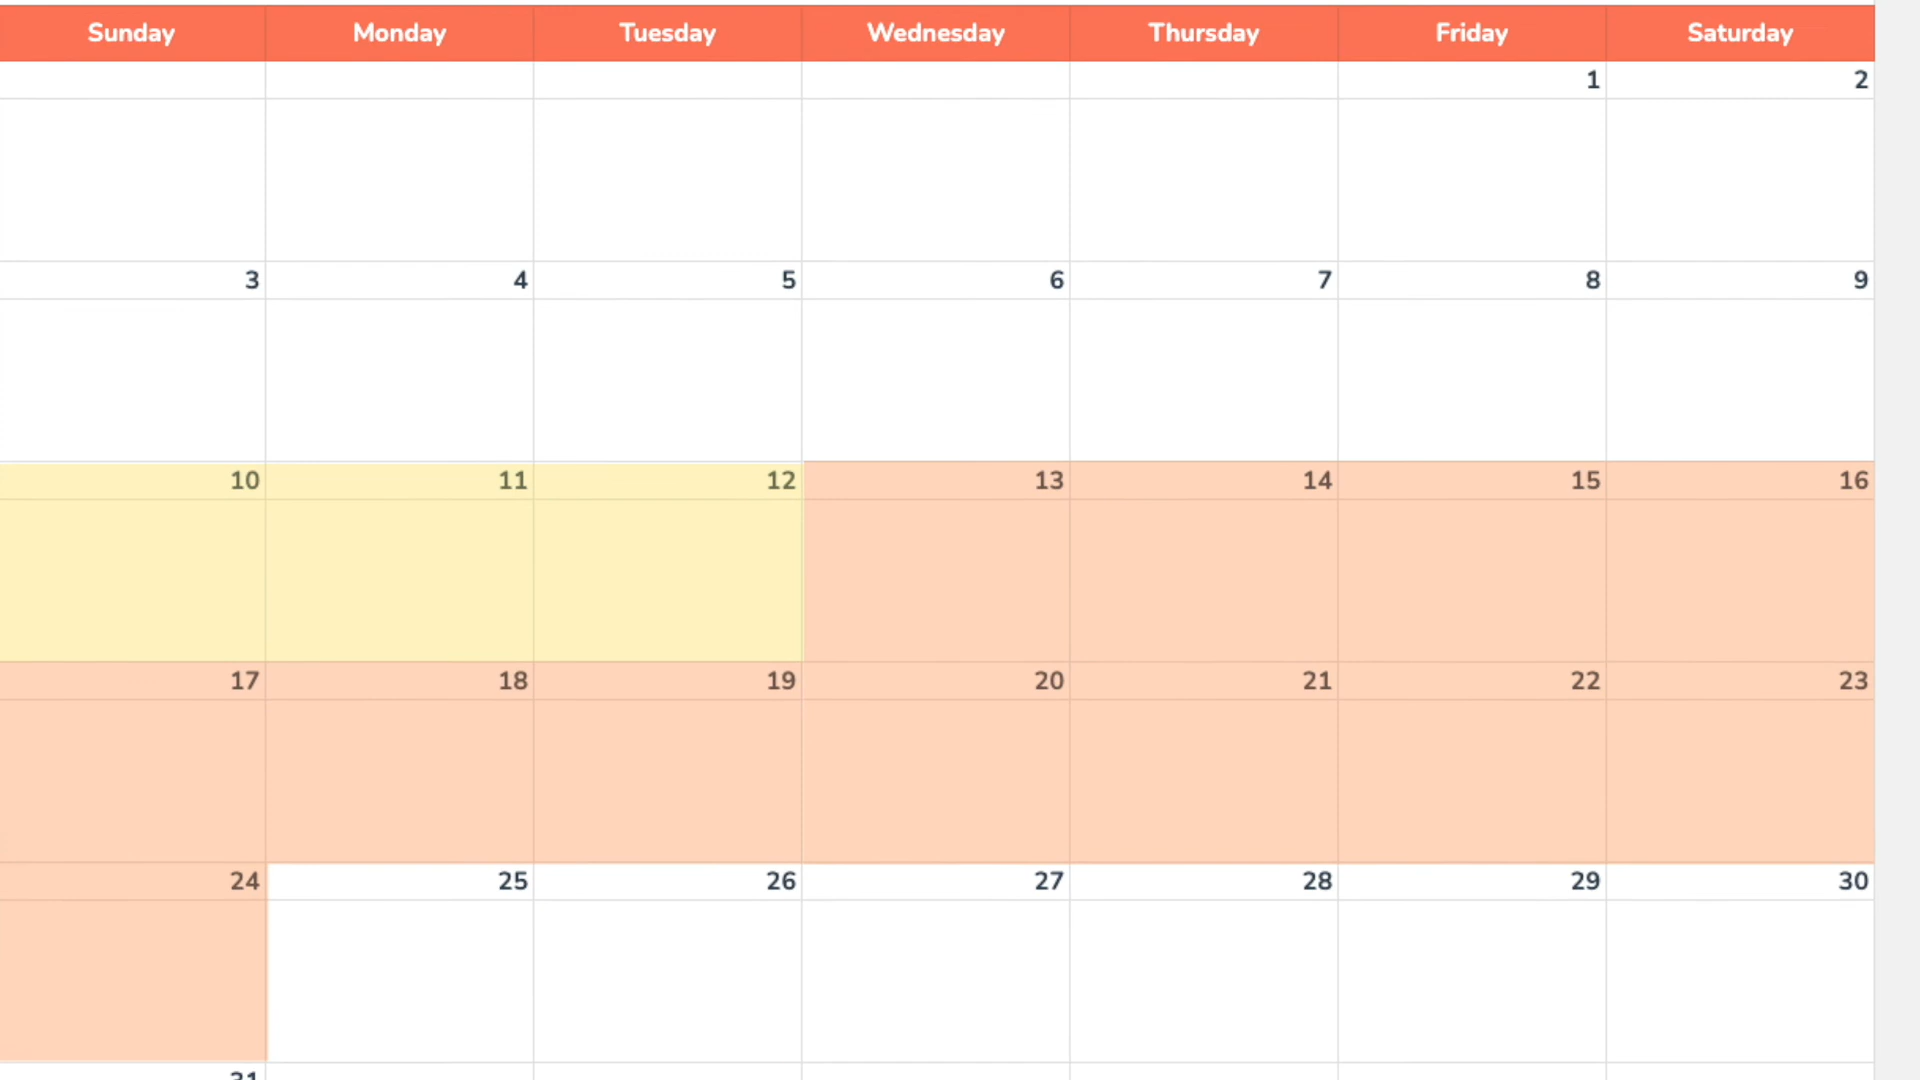 Sunday Monday Tuesday Wednesday Thursday Friday Saturday
1 2
3 4 5 6 7 8 9
10 11 12 13 14 15 16
17 18 19 20 21 22 23
24 25 26 27 28 29 30
31